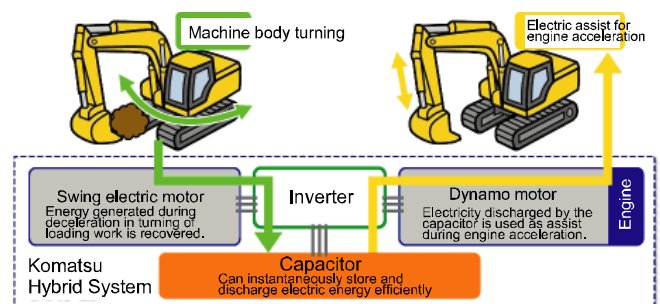 Machine body turning
Electric assist for
engine acceleration
Swing electric motor
Energy generated during
deceleration in turning of
loading work is recovered.
Inverter
Dynamo motor
Electricity discharged by the
capacitor is used as assist
during engine acceleration.
Engine
Komatsu
Hybrid System
Capacitor
Can instantaneously store and
discharge electric energy efficiently